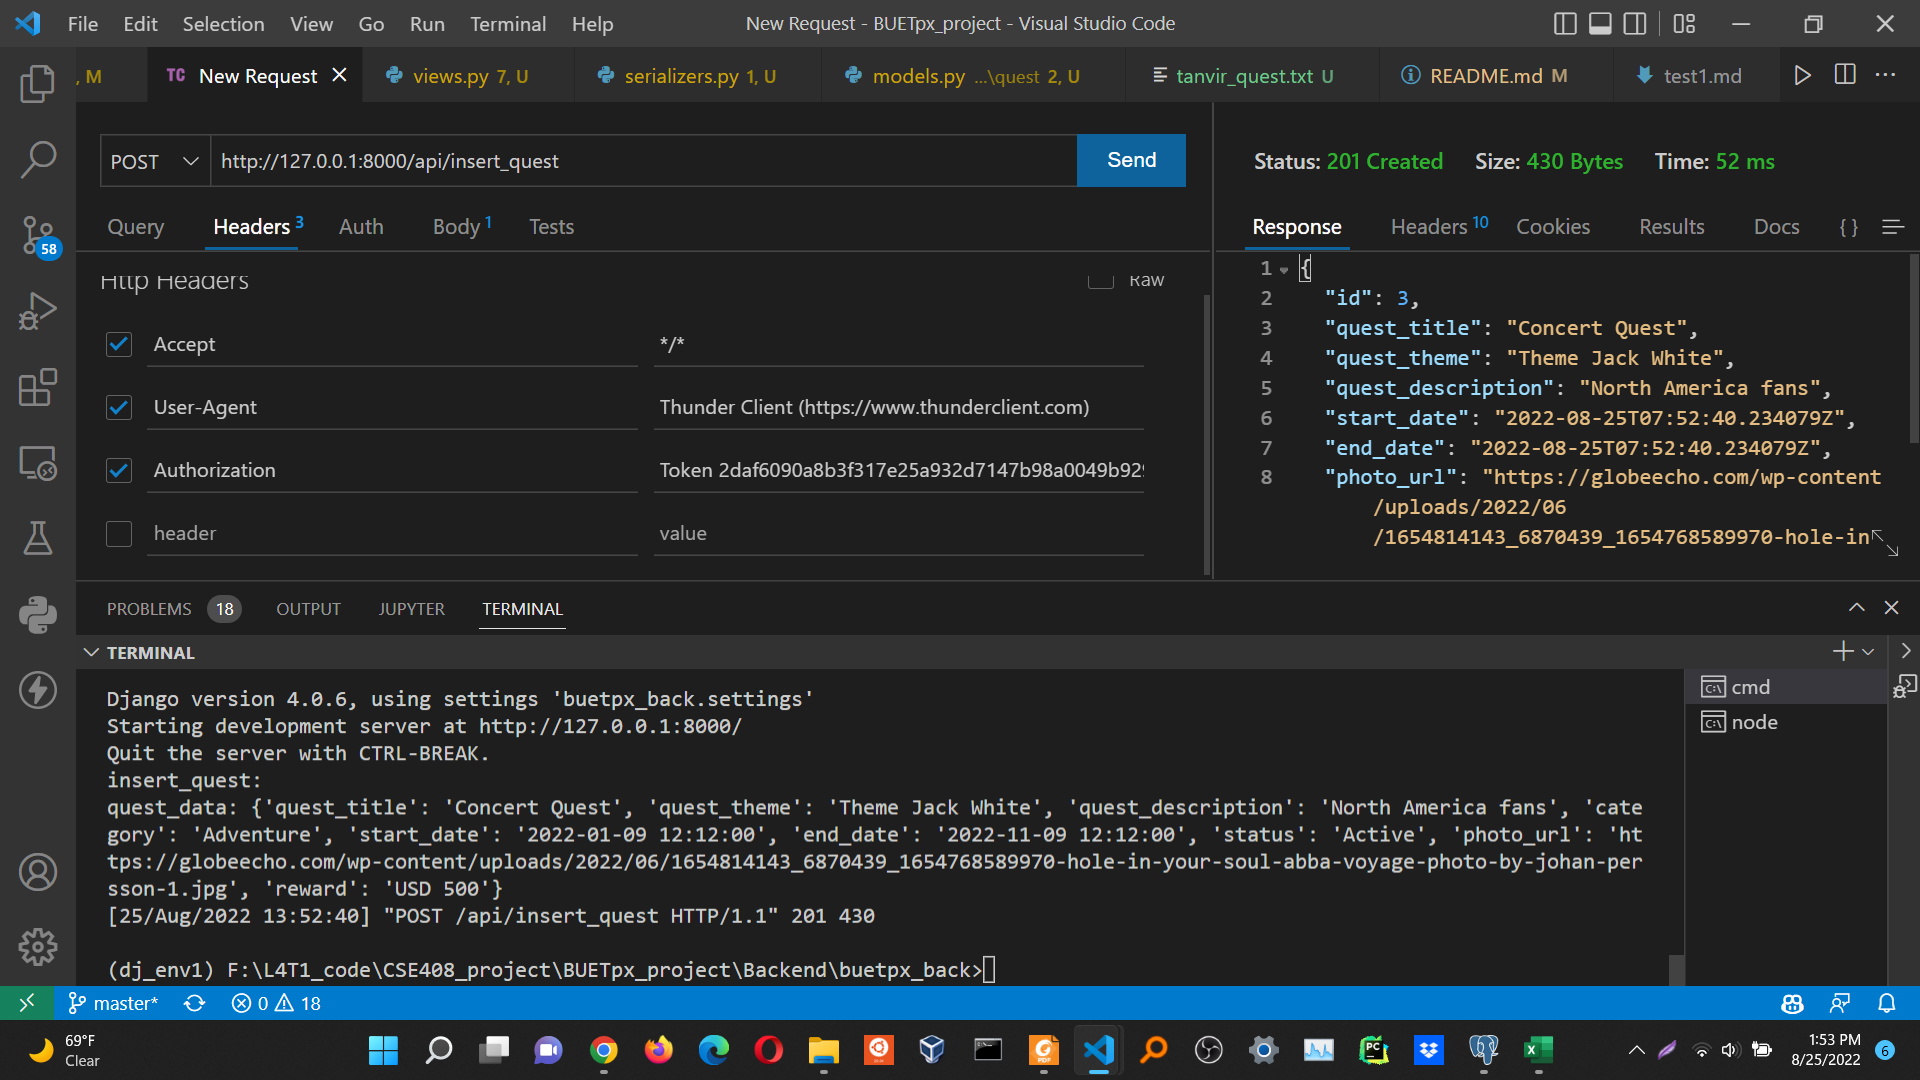 File Edit Selection View Go Run Terminal Help
New Request - BUETpx_project - Visual Studio Code
, M
TC New Request
views.py 7, U
serializers.py 1, U
models.py ...\quest 2, U
tanvir_quest.txt U
README.md M
test1.md
POST
http://127.0.0.1:8000/api/insert_quest
Send
Status: 201 Created Size: 430 Bytes Time: 52 ms
Query Headers 3 Auth Body 1 Tests
Response Headers 10 Cookies Results Docs { }
58
Http Headers
Raw
Accept
*/*
User-Agent
Thunder Client (https://www.thunderclient.com)
Authorization
Token 2daf6090a8b3f317e25a932d7147b98a0049b929
header
value
1 {
2 "id": 3,
3 "quest_title": "Concert Quest",
4 "quest_theme": "Theme Jack White",
5 "quest_description": "North America fans",
6 "start_date": "2022-08-25T07:52:40.234079Z",
7 "end_date": "2022-08-25T07:52:40.234079Z",
8 "photo_url": "https://globeecho.com/wp-content
/uploads/2022/06
/1654814143_6870439_1654768589970-hole-in
PROBLEMS 18 OUTPUT JUPYTER TERMINAL
TERMINAL
cmd
node
Django version 4.0.6, using settings 'buetpx_back.settings'
Starting development server at http://127.0.0.1:8000/
Quit the server with CTRL-BREAK.
insert_quest:
quest_data: {'quest_title': 'Concert Quest', 'quest_theme': 'Theme Jack White', 'quest_description': 'North America fans', 'cate
gory': 'Adventure', 'start_date': '2022-01-09 12:12:00', 'end_date': '2022-11-09 12:12:00', 'status': 'Active', 'photo_url': 'ht
tps://globeecho.com/wp-content/uploads/2022/06/1654814143_6870439_1654768589970-hole-in-your-soul-abba-voyage-photo-by-johan-per
sson-1.jpg', 'reward': 'USD 500'}
[25/Aug/2022 13:52:40] "POST /api/insert_quest HTTP/1.1" 201 430
(dj_env1) F:\L4T1_code\CSE408_project\BUETpx_project\Backend\buetpx_back>
master* 0 18
69°F
Clear
1:53 PM
8/25/2022
6